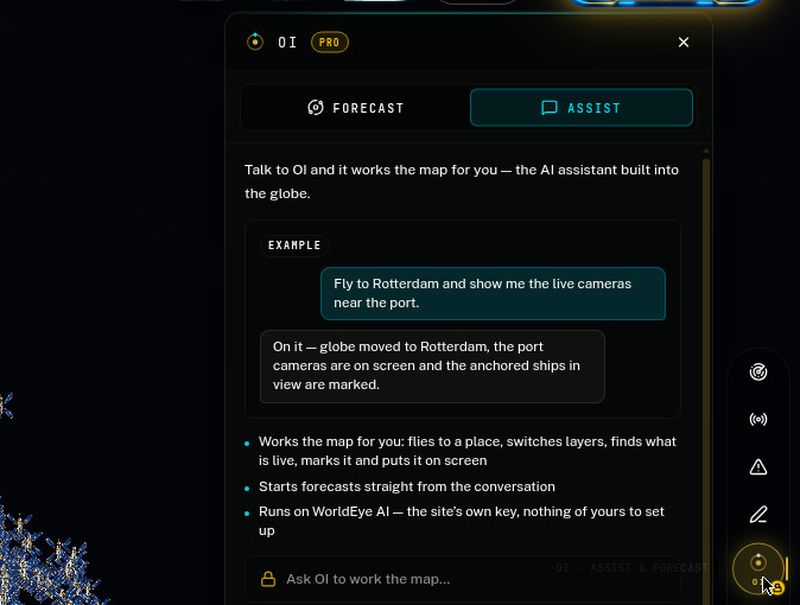 OI PRO
FORECAST
ASSIST
Talk to OI and it works the map for you — the AI assistant built into
the globe.
EXAMPLE
Fly to Rotterdam and show me the live cameras
near the port.
On it — globe moved to Rotterdam, the port
cameras are on screen and the anchored ships in
view are marked.
Works the map for you: flies to a place, switches layers, finds what
is live, marks it and puts it on screen
Starts forecasts straight from the conversation
Runs on WorldEye AI — the site's own key, nothing of yours to set
up
OI · ASSIST & FORECAST
Ask OI to work the map...